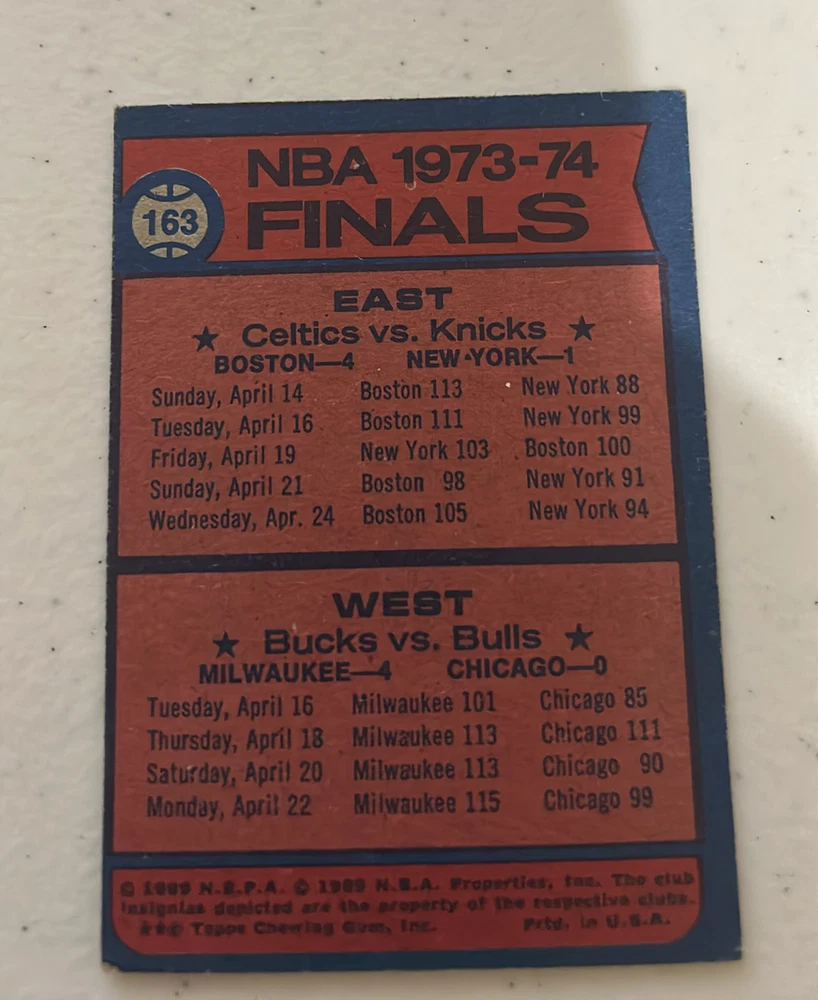 NBA 1973-74
163
FINALS
EAST
★ Celtics vs. Knicks ★
BOSTON—4 NEW YORK—1
Sunday, April 14 Boston 113 New York 88
Tuesday, April 16 Boston 111 New York 99
Friday, April 19 New York 103 Boston 100
Sunday, April 21 Boston 98 New York 91
Wednesday, Apr. 24 Boston 105 New York 94
WEST
★ Bucks vs. Bulls ★
MILWAUKEE—4 CHICAGO—0
Tuesday, April 16 Milwaukee 101 Chicago 85
Thursday, April 18 Milwaukee 113 Chicago 111
Saturday, April 20 Milwaukee 113 Chicago 90
Monday, April 22 Milwaukee 115 Chicago 99
© N.B.P.A. © N.B.A. Properties, Inc. The club
insignias depicted are the property of the respective clubs.
★★© Topps Chewing Gum, Inc. Prtd. in U.S.A.